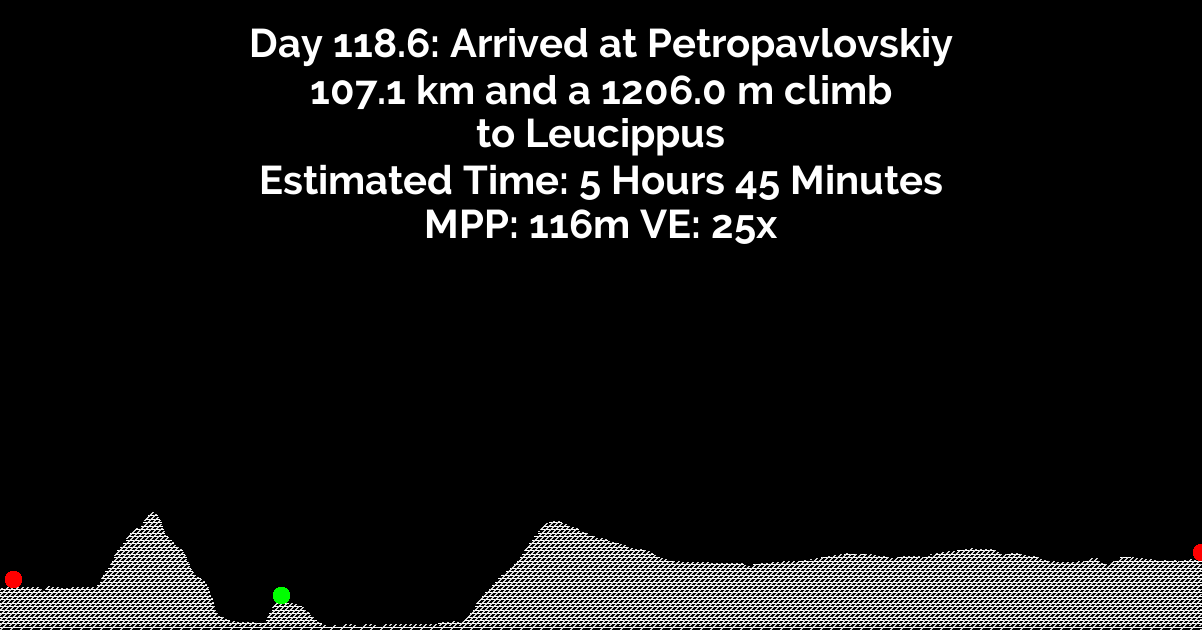 Day 118.6: Arrived at Petropavlovskiy
107.1 km and a 1206.0 m climb
to Leucippus
Estimated Time: 5 Hours 45 Minutes
MPP: 116m VE: 25x